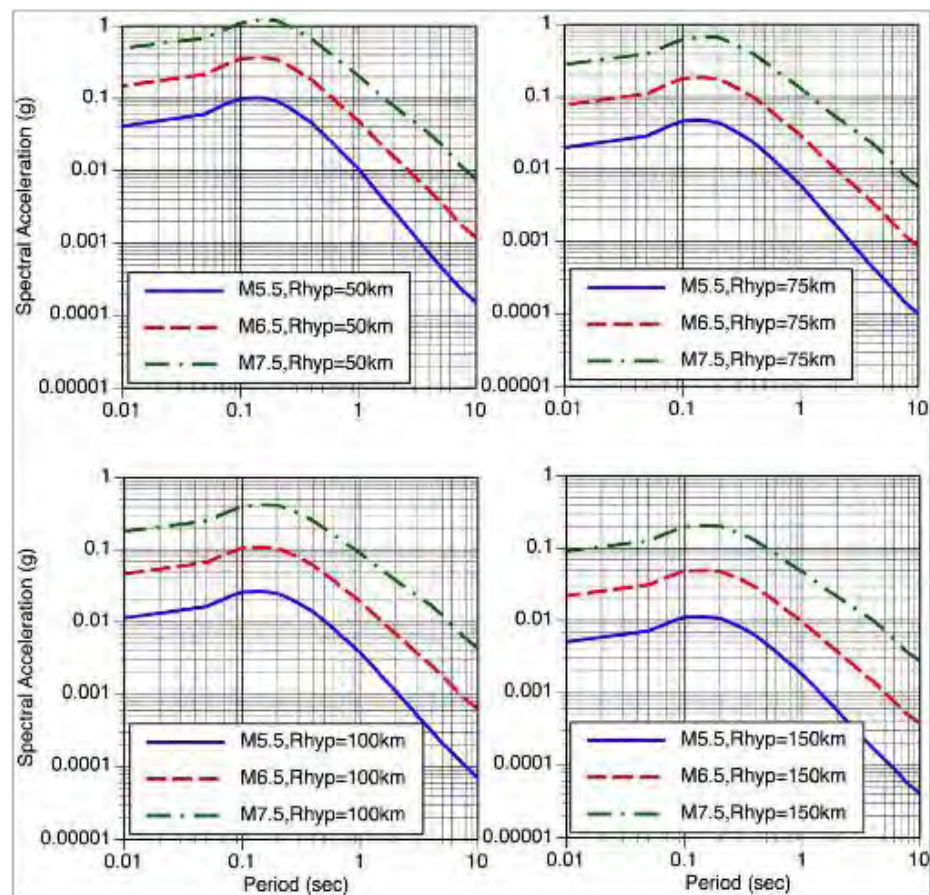 Spectral Acceleration (g)
1
0.1
0.01
0.001
0.0001
0.00001
M5.5,Rhyp=50km
M6.5,Rhyp=50km
M7.5,Rhyp=50km
0.01
0.1
1
10
1
0.1
0.01
0.001
0.0001
0.00001
M5.5,Rhyp=75km
M6.5,Rhyp=75km
M7.5,Rhyp=75km
0.01
0.1
1
10
Spectral Acceleration (g)
1
0.1
0.01
0.001
0.0001
0.00001
M5.5,Rhyp=100km
M6.5,Rhyp=100km
M7.5,Rhyp=100km
0.01
0.1
1
10
Period (sec)
1
0.1
0.01
0.001
0.0001
0.00001
M5.5,Rhyp=150km
M6.5,Rhyp=150km
M7.5,Rhyp=150km
0.01
0.1
1
10
Period (sec)